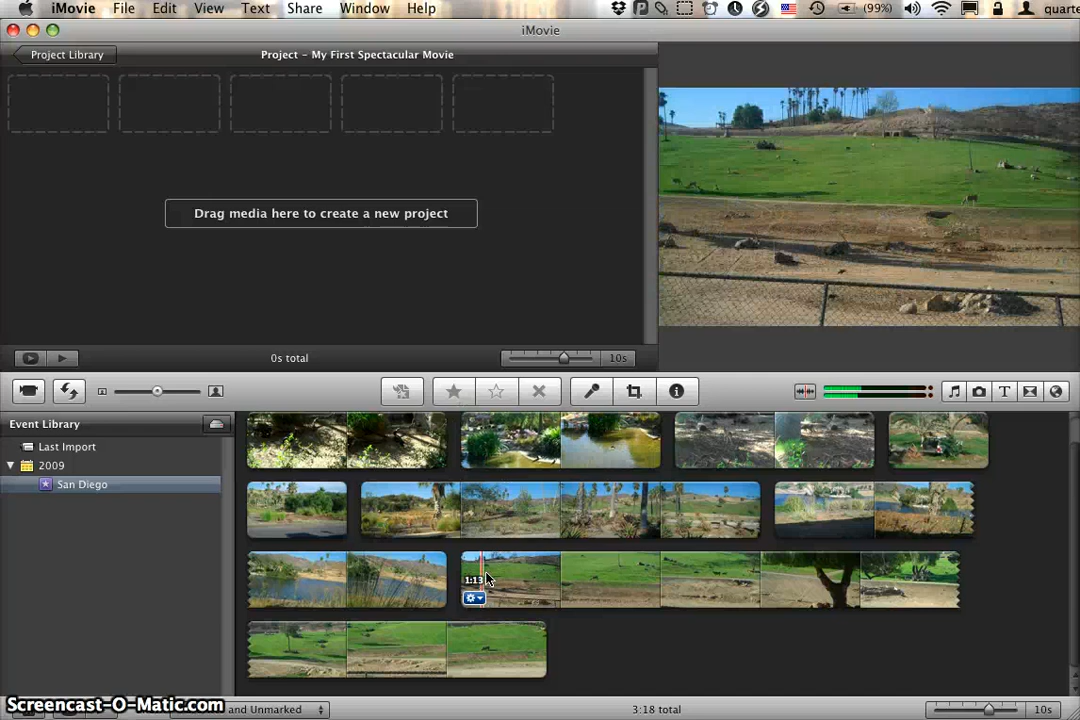 iMovie File Edit View Text Share Window Help (99%) quarte
iMovie
Project Library
Project - My First Spectacular Movie
Drag media here to create a new project
0s total
10s
Event Library
Last Import
2009
San Diego
1:13
Screencast-O-Matic.com
and Unmarked
3:18 total
10s